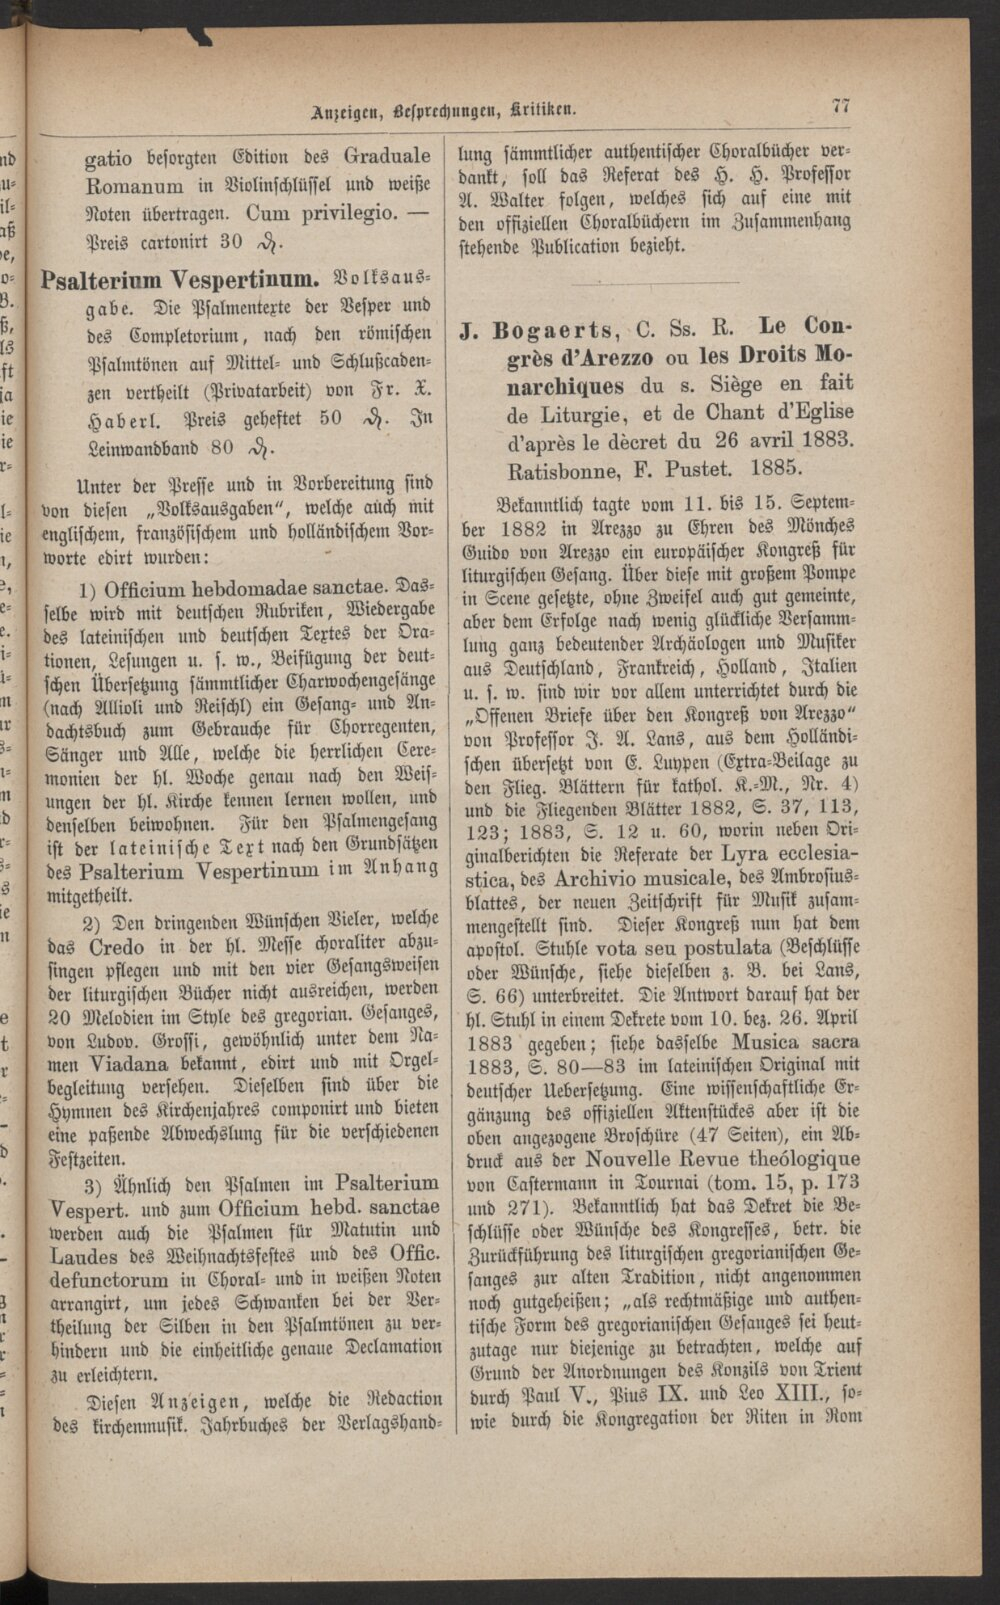 Anzeigen, Besprechungen, Kritiken. 77
gatio besorgten Edition des Graduale
Romanum in Violinschlüssel und weiße
Noten übertragen. Cum privilegio. —
Preis cartonirt 30 ₰.
Psalterium Vespertinum. Volksaus-
gabe. Die Psalmentexte der Vesper und
des Completorium, nach den römischen
Psalmtönen auf Mittel- und Schlußcaden-
zen vertheilt (Privatarbeit) von Fr. X.
Haberl. Preis geheftet 50 ₰. In
Leinwandband 80 ₰.
Unter der Presse und in Vorbereitung sind
von diesen „Volksausgaben", welche auch mit
englischem, französischem und holländischem Vor-
worte edirt wurden:
1) Officium hebdomadae sanctae. Das-
selbe wird mit deutschen Rubriken, Wiedergabe
des lateinischen und deutschen Textes der Ora-
tionen, Lesungen u. s. w., Beifügung der deut-
schen Übersetzung sämmtlicher Charwochengesänge
(nach Allioli und Reischl) ein Gesang- und An-
dachtsbuch zum Gebrauche für Chorregenten,
Sänger und Alle, welche die herrlichen Cere-
monien der hl. Woche genau nach den Weis-
ungen der hl. Kirche kennen lernen wollen, und
denselben beiwohnen. Für den Psalmengesang
ist der lateinische Text nach den Grundsätzen
des Psalterium Vespertinum im Anhang
mitgetheilt.
2) Den dringenden Wünschen Vieler, welche
das Credo in der hl. Messe choraliter abzu-
singen pflegen und mit den vier Gesangsweisen
der liturgischen Bücher nicht ausreichen, werden
20 Melodien im Style des gregorian. Gesanges,
von Ludov. Grossi, gewöhnlich unter dem Na-
men Viadana bekannt, edirt und mit Orgel-
begleitung versehen. Dieselben sind über die
Hymnen des Kirchenjahres componirt und bieten
eine paßende Abwechslung für die verschiedenen
Festzeiten.
3) Ähnlich den Psalmen im Psalterium
Vespert. und zum Officium hebd. sanctae
werden auch die Psalmen für Matutin und
Laudes des Weihnachtsfestes und des Offic.
defunctorum in Choral- und in weißen Noten
arrangirt, um jedes Schwanken bei der Ver-
theilung der Silben in den Psalmtönen zu ver-
hindern und die einheitliche genaue Declamation
zu erleichtern.
Diesen Anzeigen, welche die Redaction
des kirchenmusik. Jahrbuches der Verlagshand-
lung sämmtlicher authentischer Choralbücher ver-
dankt, soll das Referat des H. H. Professor
A. Walter folgen, welches sich auf eine mit
den offiziellen Choralbüchern im Zusammenhang
stehende Publication bezieht.
J. Bogaerts, C. Ss. R. Le Con-
grès d'Arezzo ou les Droits Mo-
narchiques du s. Siège en fait
de Liturgie, et de Chant d'Eglise
d'après le dècret du 26 avril 1883.
Ratisbonne, F. Pustet. 1885.
Bekanntlich tagte vom 11. bis 15. Septem-
ber 1882 in Arezzo zu Ehren des Mönches
Guido von Arezzo ein europäischer Kongreß für
liturgischen Gesang. Über diese mit großem Pompe
in Scene gesetzte, ohne Zweifel auch gut gemeinte,
aber dem Erfolge nach wenig glückliche Versamm-
lung ganz bedeutender Archäologen und Musiker
aus Deutschland, Frankreich, Holland, Italien
u. s. w. sind wir vor allem unterrichtet durch die
„Offenen Briefe über den Kongreß von Arezzo"
von Professor J. A. Lans, aus dem Holländi-
schen übersetzt von E. Luypen (Extra-Beilage zu
den Flieg. Blättern für kathol. K.-M., Nr. 4)
und die Fliegenden Blätter 1882, S. 37, 113,
123; 1883, S. 12 u. 60, worin neben Ori-
ginalberichten die Referate der Lyra ecclesia-
stica, des Archivio musicale, des Ambrosius-
blattes, der neuen Zeitschrift für Musik zusam-
mengestellt sind. Dieser Kongreß nun hat dem
apostol. Stuhle vota seu postulata (Beschlüsse
oder Wünsche, siehe dieselben z. B. bei Lans,
S. 66) unterbreitet. Die Antwort darauf hat der
hl. Stuhl in einem Dekrete vom 10. bez. 26. April
1883 gegeben; siehe dasselbe Musica sacra
1883, S. 80—83 im lateinischen Original mit
deutscher Uebersetzung. Eine wissenschaftliche Er-
gänzung des offiziellen Aktenstückes aber ist die
oben angezogene Broschüre (47 Seiten), ein Ab-
druck aus der Nouvelle Revue theólogique
von Castermann in Tournai (tom. 15, p. 173
und 271). Bekanntlich hat das Dekret die Be-
schlüsse oder Wünsche des Kongresses, betr. die
Zurückführung des liturgischen gregorianischen Ge-
sanges zur alten Tradition, nicht angenommen
noch gutgeheißen; „als rechtmäßige und authen-
tische Form des gregorianischen Gesanges sei heut-
zutage nur diejenige zu betrachten, welche auf
Grund der Anordnungen des Konzils von Trient
durch Paul V., Pius IX. und Leo XIII., so-
wie durch die Kongregation der Riten in Rom